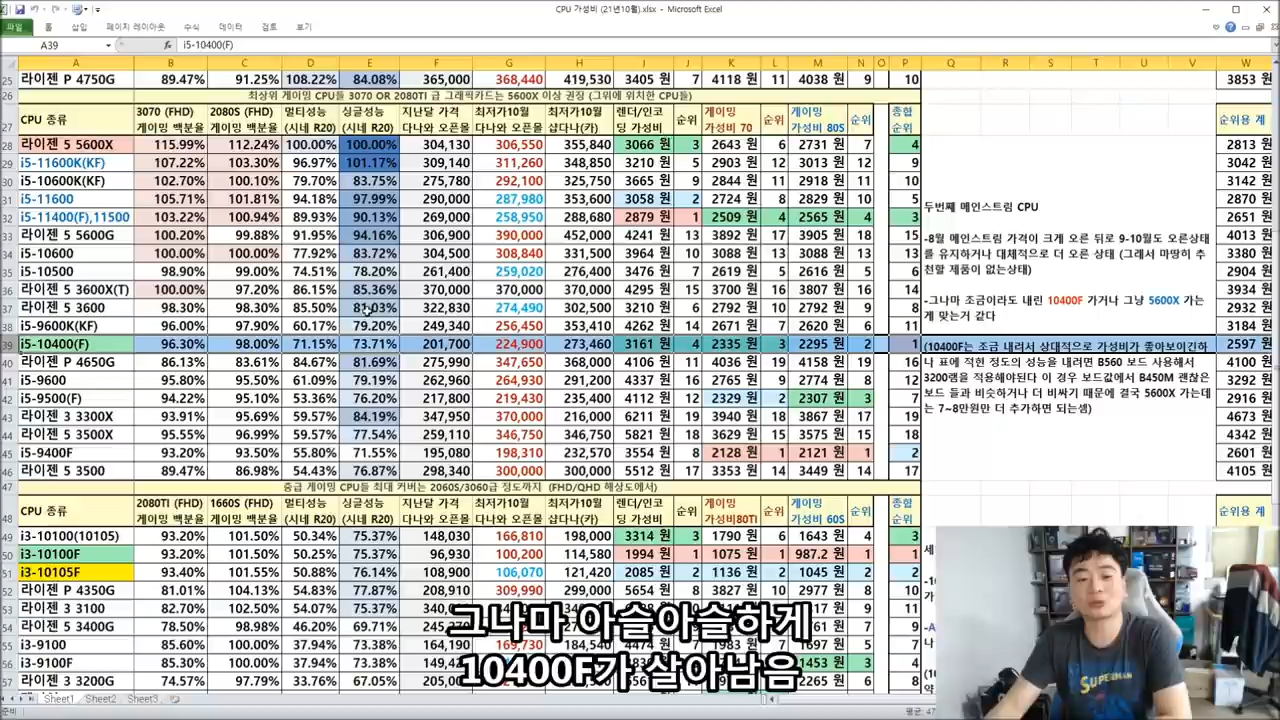 CPU 가성비 (21년10월).xlsx - Microsoft Excel
파일 홈 삽입 페이지 레이아웃 수식 데이터 검토 보기
A39 fx i5-10400(F)
A B C D E F G H I J K L M N O P Q R S T U V W
25 라이젠 P 4750G 89.47% 91.25% 108.22% 84.08% 365,000 368,440 419,530 3405 원 7 4118 원 11 4038 원 9 10 3853 원
26 최상위 게이밍 CPU들 3070 OR 2080TI 급 그래픽카드는 5600X 이상 권장 (그위에 위치한 CPU들)
3070 (FHD) 2080S (FHD) 멀티성능 싱글성능 지난달 가격 최저가10월 최저가10월 렌더/인코 게이밍 게이밍 종합
27 CPU 종류 게이밍 백분율 게이밍 백분율 (시네 R20) (시네 R20) 다나와 오픈몰 다나와 오픈몰 샵다나(카) 딩 가성비 순위 가성비 70 순위 가성비 80S 순위 순위 순위용 계
28 라이젠 5 5600X 115.99% 112.24% 100.00% 100.00% 304,130 306,550 355,840 3066 원 3 2643 원 6 2731 원 7 4 2813 원
29 i5-11600K(KF) 107.22% 103.30% 96.97% 101.17% 309,140 311,260 348,850 3210 원 5 2903 원 12 3013 원 12 9 3042 원
30 i5-10600K(KF) 102.70% 100.10% 79.70% 83.75% 275,780 292,100 325,750 3665 원 9 2844 원 10 2918 원 11 10 3142 원
31 i5-11600 105.71% 101.81% 94.18% 97.99% 290,000 287,980 353,600 3058 원 2 2724 원 8 2829 원 10 5 2870 원
32 i5-11400(F),11500 103.22% 100.94% 89.93% 90.13% 269,000 258,950 288,680 2879 원 1 2509 원 4 2565 원 4 3 2651 원
33 라이젠 5 5600G 100.20% 99.88% 91.95% 94.16% 306,900 390,000 452,000 4241 원 13 3892 원 17 3905 원 18 15 4013 원
34 i5-10600 100.00% 100.00% 77.92% 83.72% 304,500 308,840 331,500 3964 원 10 3088 원 13 3088 원 13 13 3380 원
35 i5-10500 98.90% 99.00% 74.51% 78.20% 261,400 259,020 276,400 3476 원 7 2619 원 5 2616 원 5 6 2904 원
36 라이젠 5 3600X(T) 100.00% 97.20% 86.15% 85.36% 370,000 370,000 370,000 4295 원 15 3700 원 16 3807 원 16 14 3934 원
37 라이젠 5 3600 98.30% 98.30% 85.50% 322,830 274,490 352,500 3210 원 6 2792 원 9 2792 원 9 8
38 i5-9600K(KF) 96.00% 97.90% 60.17% 79.20% 249,340 256,450 353,410 4262 원 14 2671 원 7 2620 원 6 11 3184 원
39 i5-10400(F) 96.30% 98.00% 71.15% 73.71% 201,700 224,900 273,460 3161 원 4 2335 원 3 2295 원 2 1 2597 원
40 라이젠 P 4650G 86.13% 83.61% 84.67% 81.69% 275,990 347,650 368,000 4106 원 11 4036 원 19 4158 원 19 16 4100 원
41 i5-9600 95.80% 95.50% 61.09% 79.19% 262,960 264,930 291,400 4337 원 16 2765 원 9 2774 원 8 12 3292 원
42 i5-9500(F) 94.22% 95.10% 53.36% 76.20% 217,800 219,430 235,400 4112 원 12 2329 원 2 2307 원 3 7 2916 원
43 라이젠 3 3300X 93.91% 95.69% 57.95% 84.19% 317,000 360,000 216,000 6211 원 19 3940 원 18 3867 원 17 19 4673 원
44 라이젠 5 3500X 95.55% 96.99% 59.57% 77.54% 259,110 346,750 346,750 5821 원 18 3629 원 15 3575 원 15 18 4342 원
45 i5-9400F 93.20% 93.50% 55.80% 71.55% 195,080 198,310 232,570 3554 원 8 2128 원 1 2121 원 1 2 2601 원
46 라이젠 5 3500 89.47% 86.98% 54.43% 76.87% 298,340 300,000 300,000 5512 원 17 3353 원 14 3449 원 14 17 4105 원
두번째 메인스트림 CPU
-8월 메인스트림 가격이 크게 오른 뒤로 9-10월도 오른상태
를 유지하거나 대체적으로 더 오른 상태 (그래서 마땅히 추
천할 제품이 없는상태)
-그나마 조금이라도 내린 10400F 가거나 그냥 5600X 가는
게 맞는거 같다
(10400F는 조금 내려서 상대적으로 가성비가 좋아보이긴하
나 표에 적힌 정도의 성능을 내려면 B560 보드 사용해서
3200램을 적용해야된다 이 경우 보드값에서 B450M 괜찮은
보드 들과 비슷하거나 더 비싸기 때문에 결국 5600X 가는데
는 7~8만원만 더 추가하면 되는셈)
47 중급 게이밍 CPU들 최대 커버는 2060S/3060급 정도까지 (FHD/QHD 해상도에서)
2080TI (FHD) 1660S (FHD) 멀티성능 싱글성능 지난달 가격 최저가10월 최저가10월 렌더/인코 게이밍 게이밍 종합
48 CPU 종류 게이밍 백분율 게이밍 백분율 (시네 R20) (시네 R20) 다나와 오픈몰 다나와 오픈몰 샵다나(카) 딩 가성비 순위 가성비80TI 순위 가성비 60S 순위 순위 순위용 계
49 i3-10100(10105) 93.20% 101.50% 50.34% 75.37% 148,030 166,810 198,000 3314 원 3 1790 원 6 1643 원 4 3
50 i3-10100F 93.20% 101.50% 50.34% 75.37% 96,930 100,200 114,580 1994 원 1 1075 원 1 987.2 원 1 1
51 i3-10105F 93.40% 101.55% 50.88% 76.14% 108,900 106,070 121,420 2085 원 2 1136 원 2 1045 원 2 2
52 라이젠 P 4350G 81.01% 104.13% 54.83% 77.87% 208,910 309,990 299,000 5654 원 8 3827 원 10 2977 원
53 라이젠 3 3100 82.70% 102.50% 54.07% 75.37%
54 라이젠 5 3400G 78.50% 98.98% 46.20% 69.71%
55 i3-9100 85.60% 100.00% 37.94% 73.38% 164,190 169,730 184,540 4474 원
56 i3-9100F 85.30% 100.00% 37.94% 73.38% 1453 원 3 4
57 라이젠 3 3200G 74.57% 97.79% 33.76% 67.05% 2265 원
그나마 아슬아슬하게
10400F가 살아남음
SUPERMAN
Sheet1 Sheet2 Sheet3
준비